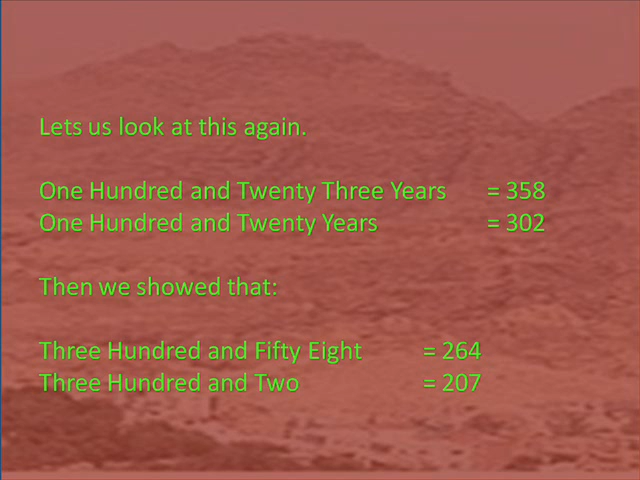 Lets us look at this again.
One Hundred and Twenty Three Years = 358
One Hundred and Twenty Years = 302
Then we showed that:
Three Hundred and Fifty Eight = 264
Three Hundred and Two = 207